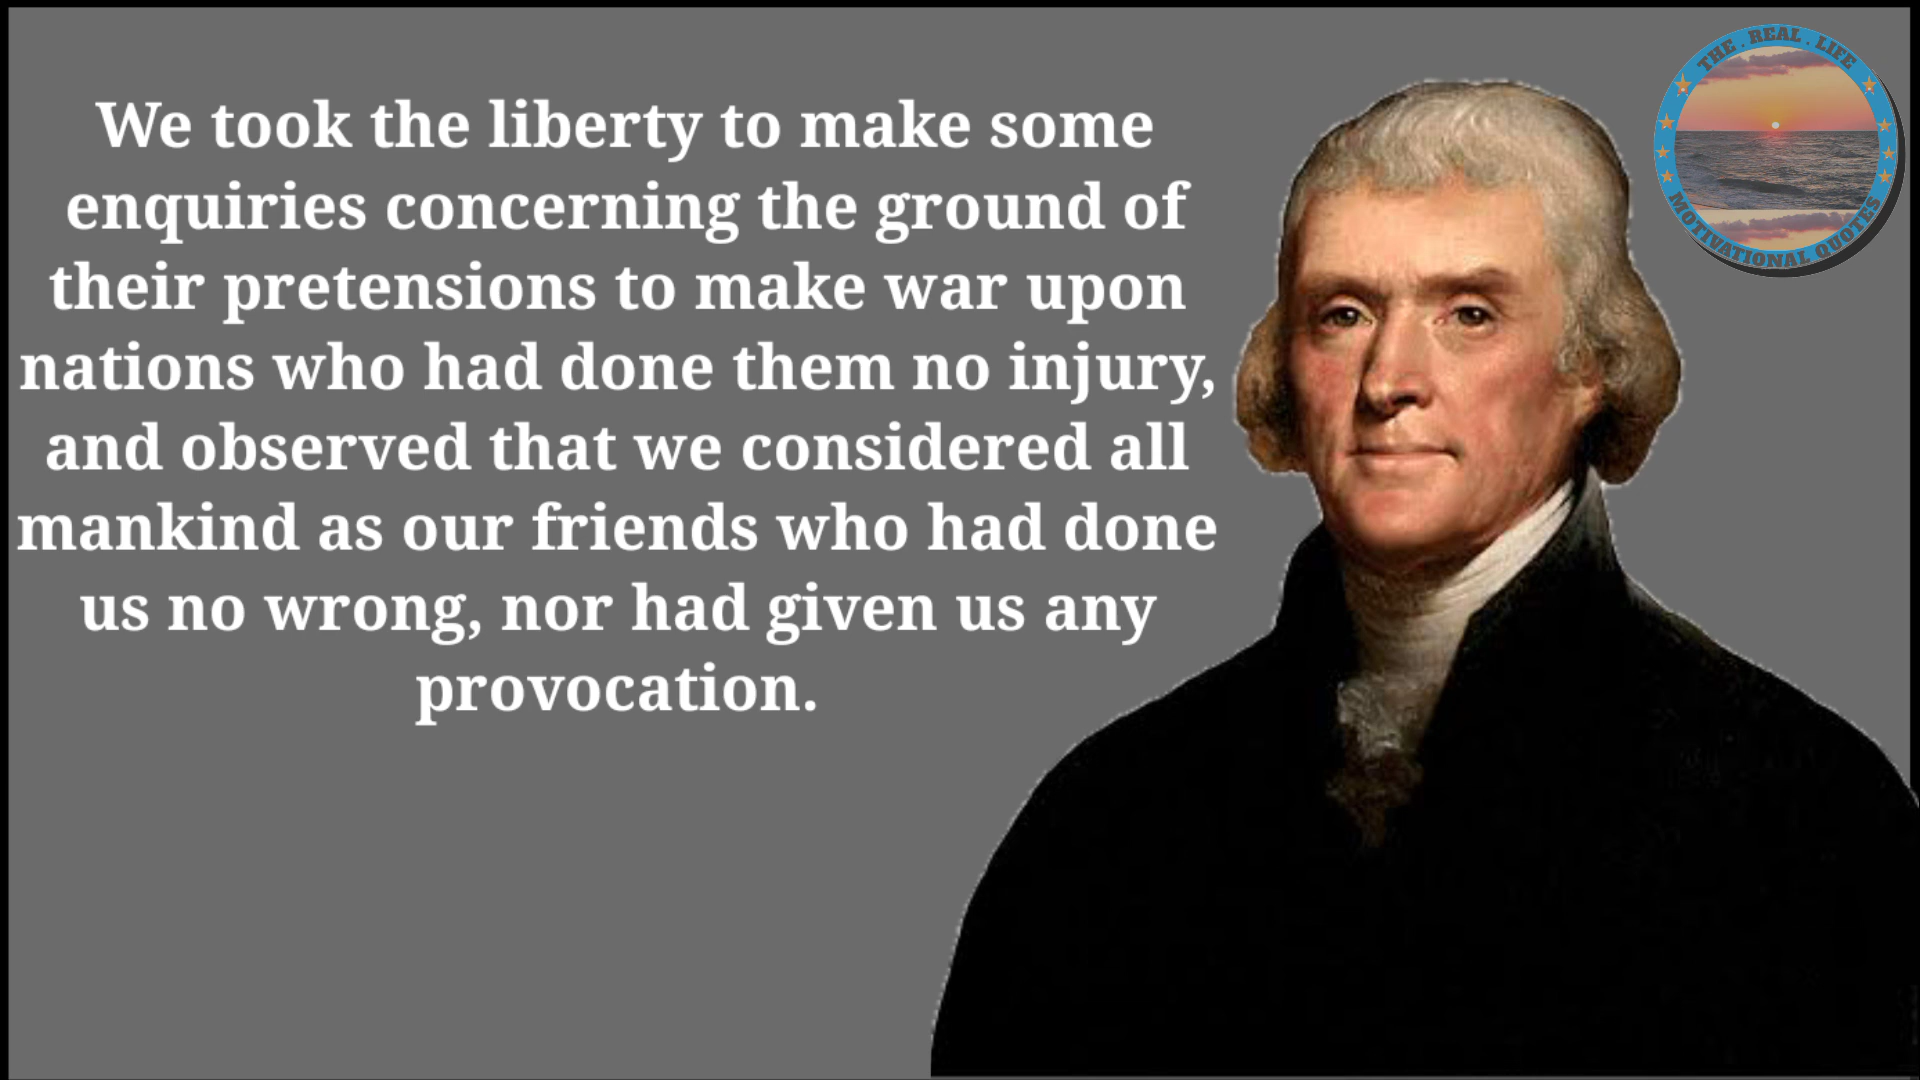 We took the liberty to make some
enquiries concerning the ground of
their pretensions to make war upon
nations who had done them no injury,
and observed that we considered all
mankind as our friends who had done
us no wrong, nor had given us any
provocation.
THE . REAL . LIFE
MOTIVATIONAL QUOTES